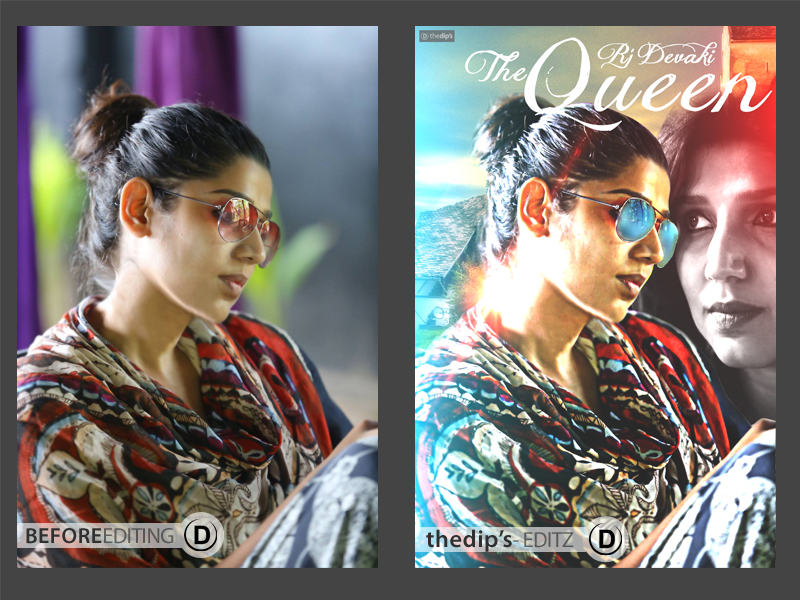 BEFOREEDITING D
D thedip's
The Queen
Rj Devaki
thedip's-EDITZ D